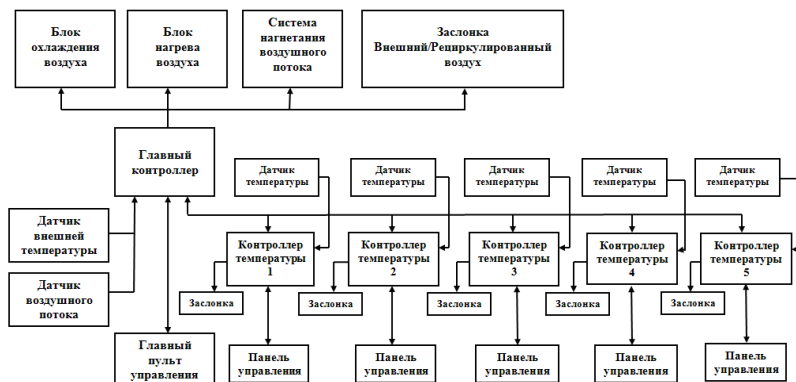 Блок
охлаждения
воздуха
Блок
нагрева
воздуха
Система
нагнетания
воздушного
потока
Заслонка
Внешний/Рециркулированный
воздух
Главный
контроллер
Датчик
температуры
Датчик
температуры
Датчик
температуры
Датчик
температуры
Датчик
температуры
Датчик
внешней
температуры
Контроллер
температуры
1
Контроллер
температуры
2
Контроллер
температуры
3
Контроллер
температуры
4
Контроллер
температуры
5
Датчик
воздушного
потока
Заслонка
Заслонка
Заслонка
Заслонка
Заслонка
Главный
пульт
управления
Панель
управления
Панель
управления
Панель
управления
Панель
управления
Панель
управления